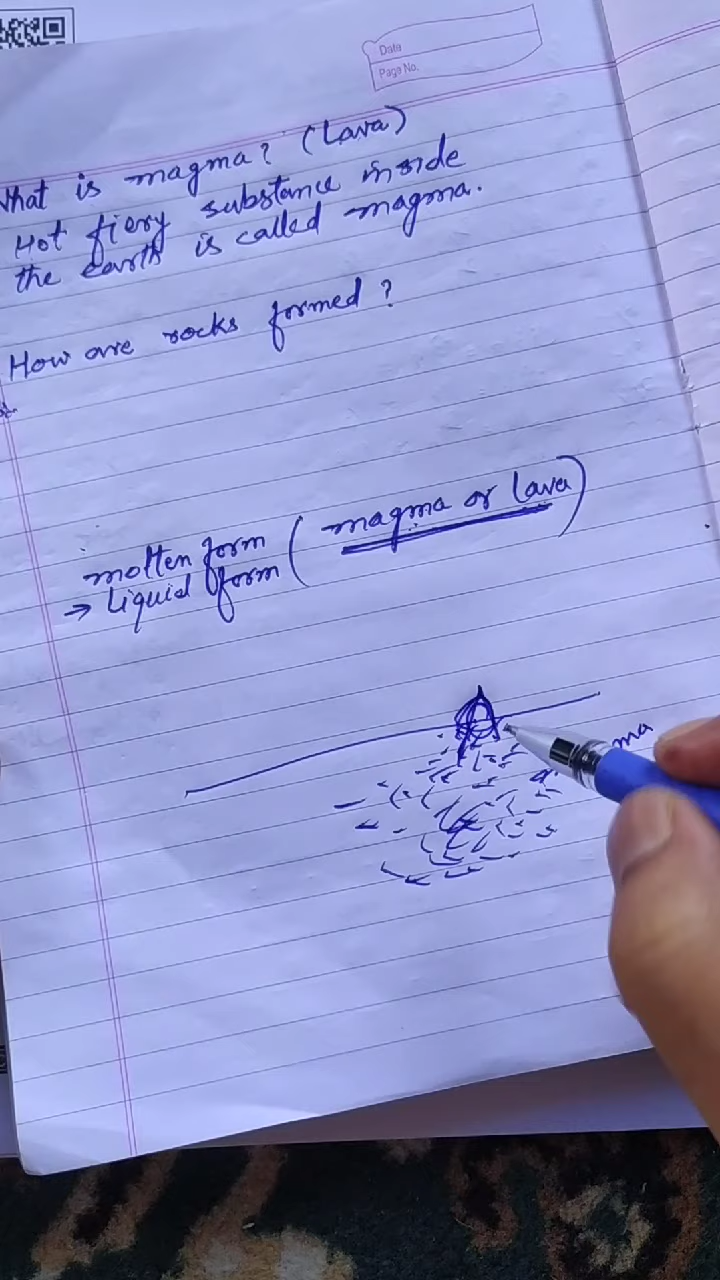 Date
Page No.
What is magma? (Lava)
Hot fiery substance inside
the earth is called magma.
How are rocks formed?
molten form (magma or lava)
→ Liquid form
ma